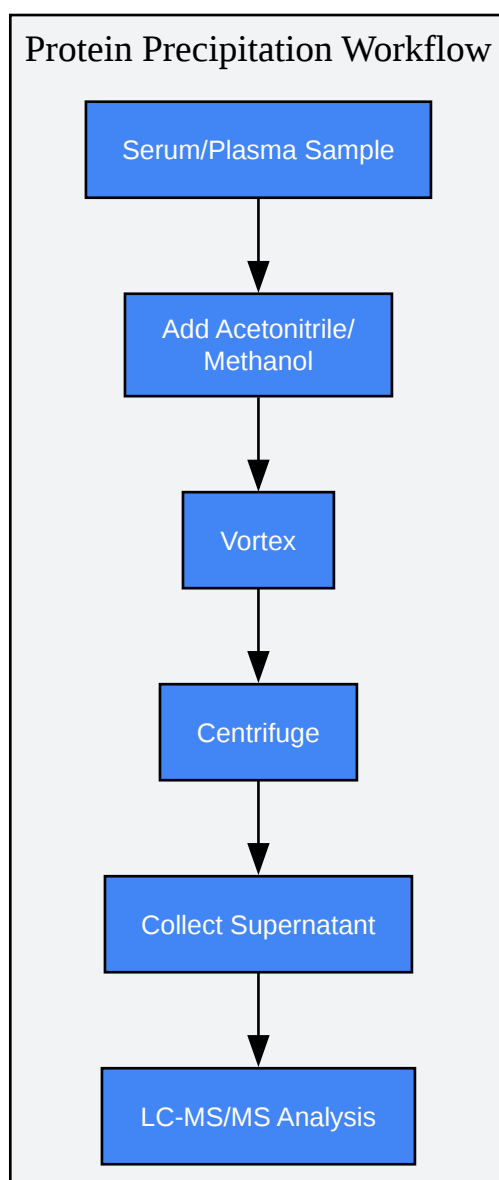 Protein Precipitation Workflow
Serum/Plasma Sample
Add Acetonitrile/
Methanol
Vortex
Centrifuge
Collect Supernatant
LC-MS/MS Analysis